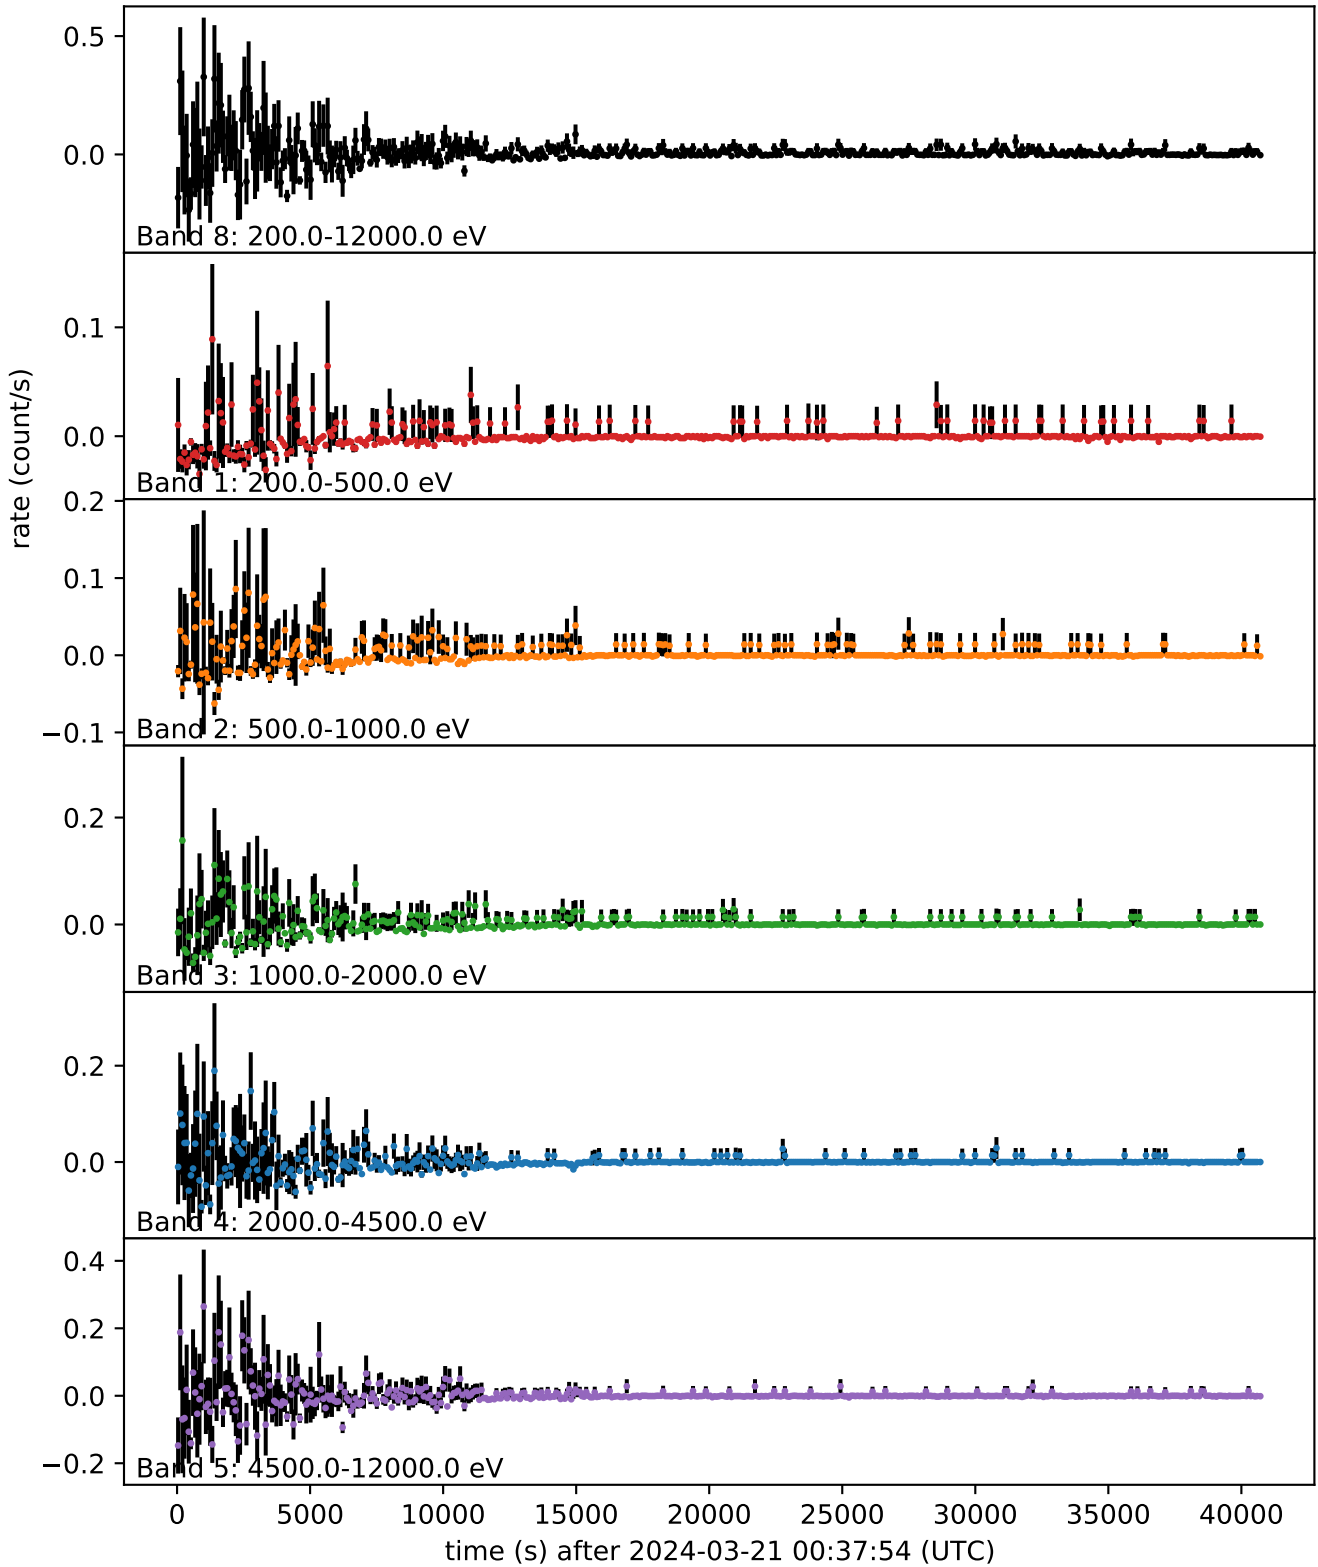 0.5
0.0
Band 8: 200.0-12000.0 eV
0.1
0.0
Band 1: 200.0-500.0 eV
rate (count/s)
0.2
0.1
0.0
−0.1
Band 2: 500.0-1000.0 eV
0.2
0.0
Band 3: 1000.0-2000.0 eV
0.2
0.0
Band 4: 2000.0-4500.0 eV
0.4
0.2
0.0
−0.2
Band 5: 4500.0-12000.0 eV
0 5000 10000 15000 20000 25000 30000 35000 40000
time (s) after 2024-03-21 00:37:54 (UTC)